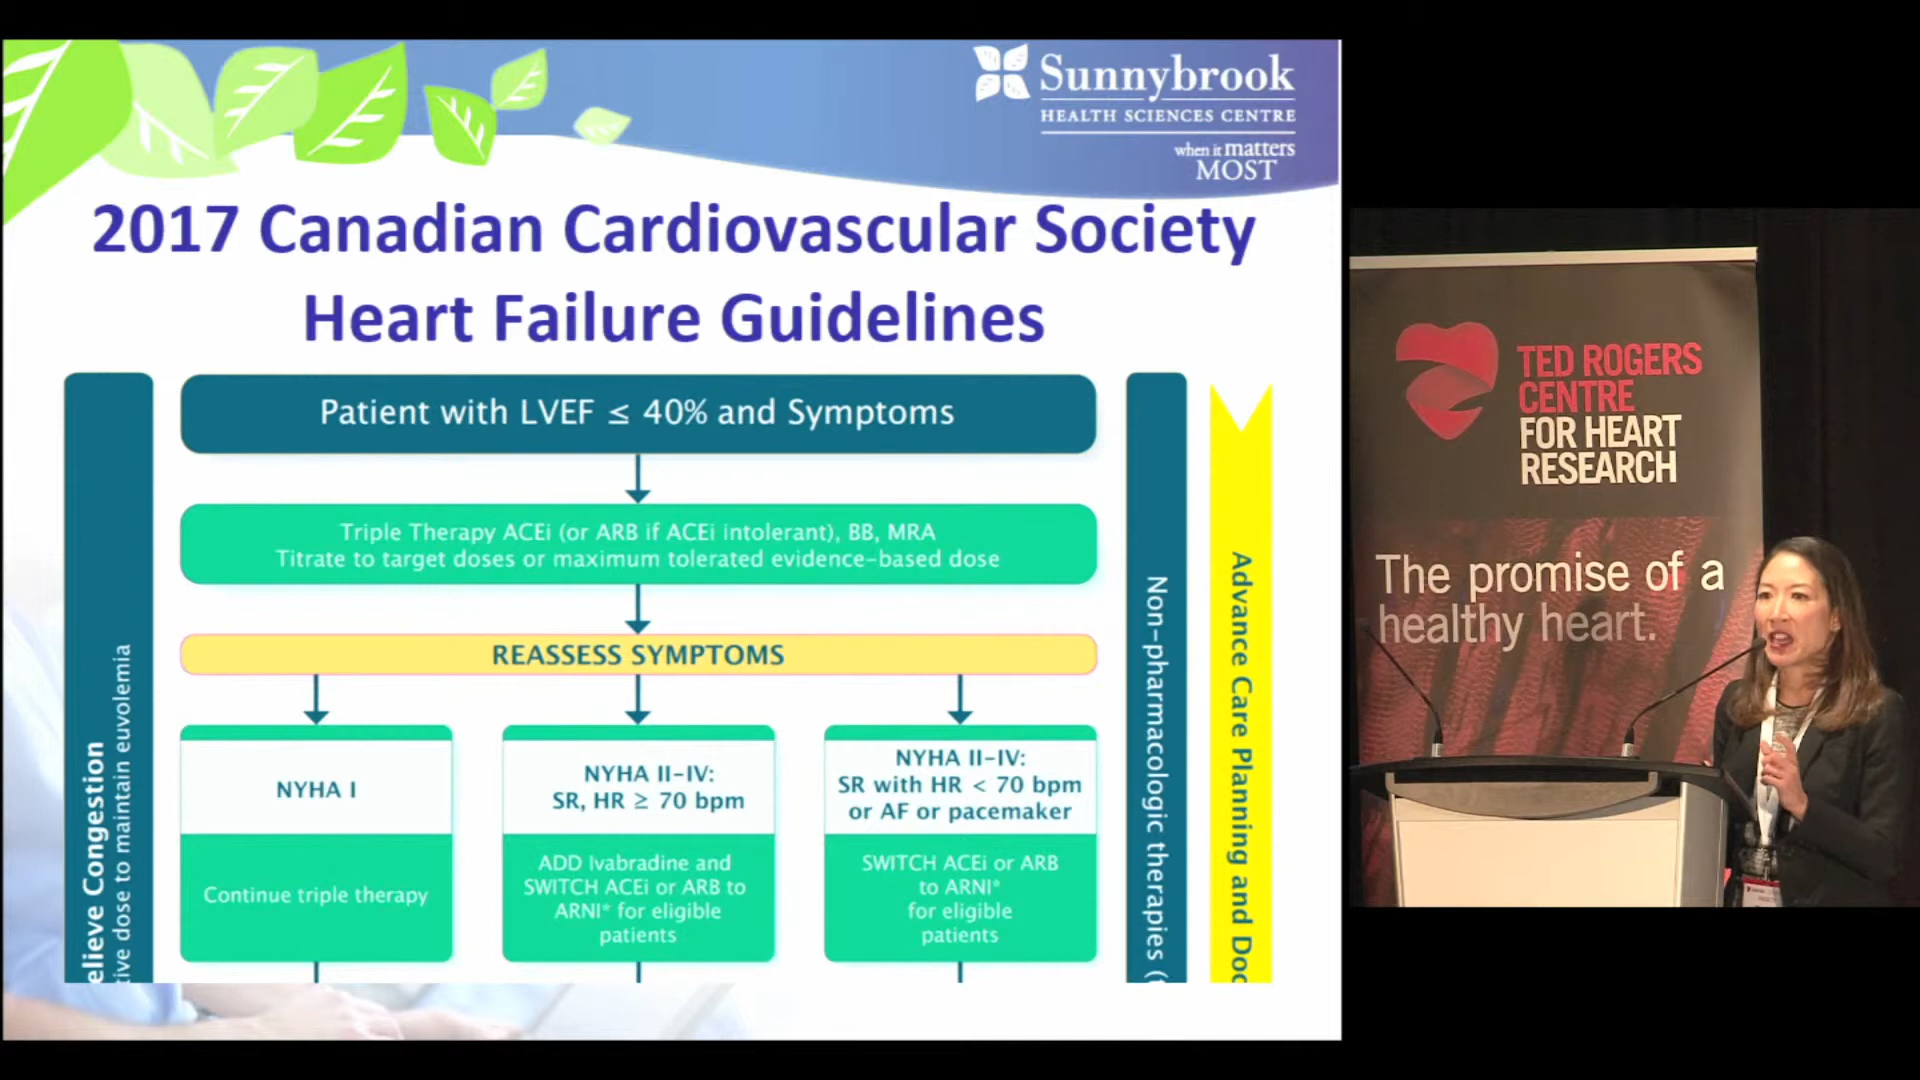 Sunnybrook
HEALTH SCIENCES CENTRE
when it matters
MOST
2017 Canadian Cardiovascular Society
Heart Failure Guidelines
Patient with LVEF ≤ 40% and Symptoms
Triple Therapy ACEi (or ARB if ACEi intolerant), BB, MRA
Titrate to target doses or maximum tolerated evidence-based dose
REASSESS SYMPTOMS
NYHA I
Continue triple therapy
NYHA II-IV:
SR, HR ≥ 70 bpm
ADD Ivabradine and
SWITCH ACEi or ARB to
ARNI* for eligible
patients
NYHA II-IV:
SR with HR < 70 bpm
or AF or pacemaker
SWITCH ACEi or ARB
to ARNI*
for eligible
patients
elieve Congestion
ive dose to maintain euvolemia
Non-pharmacologic therapies (
Advance Care Planning and Doc
TED ROGERS
CENTRE
FOR HEART
RESEARCH
The promise of a
healthy heart.